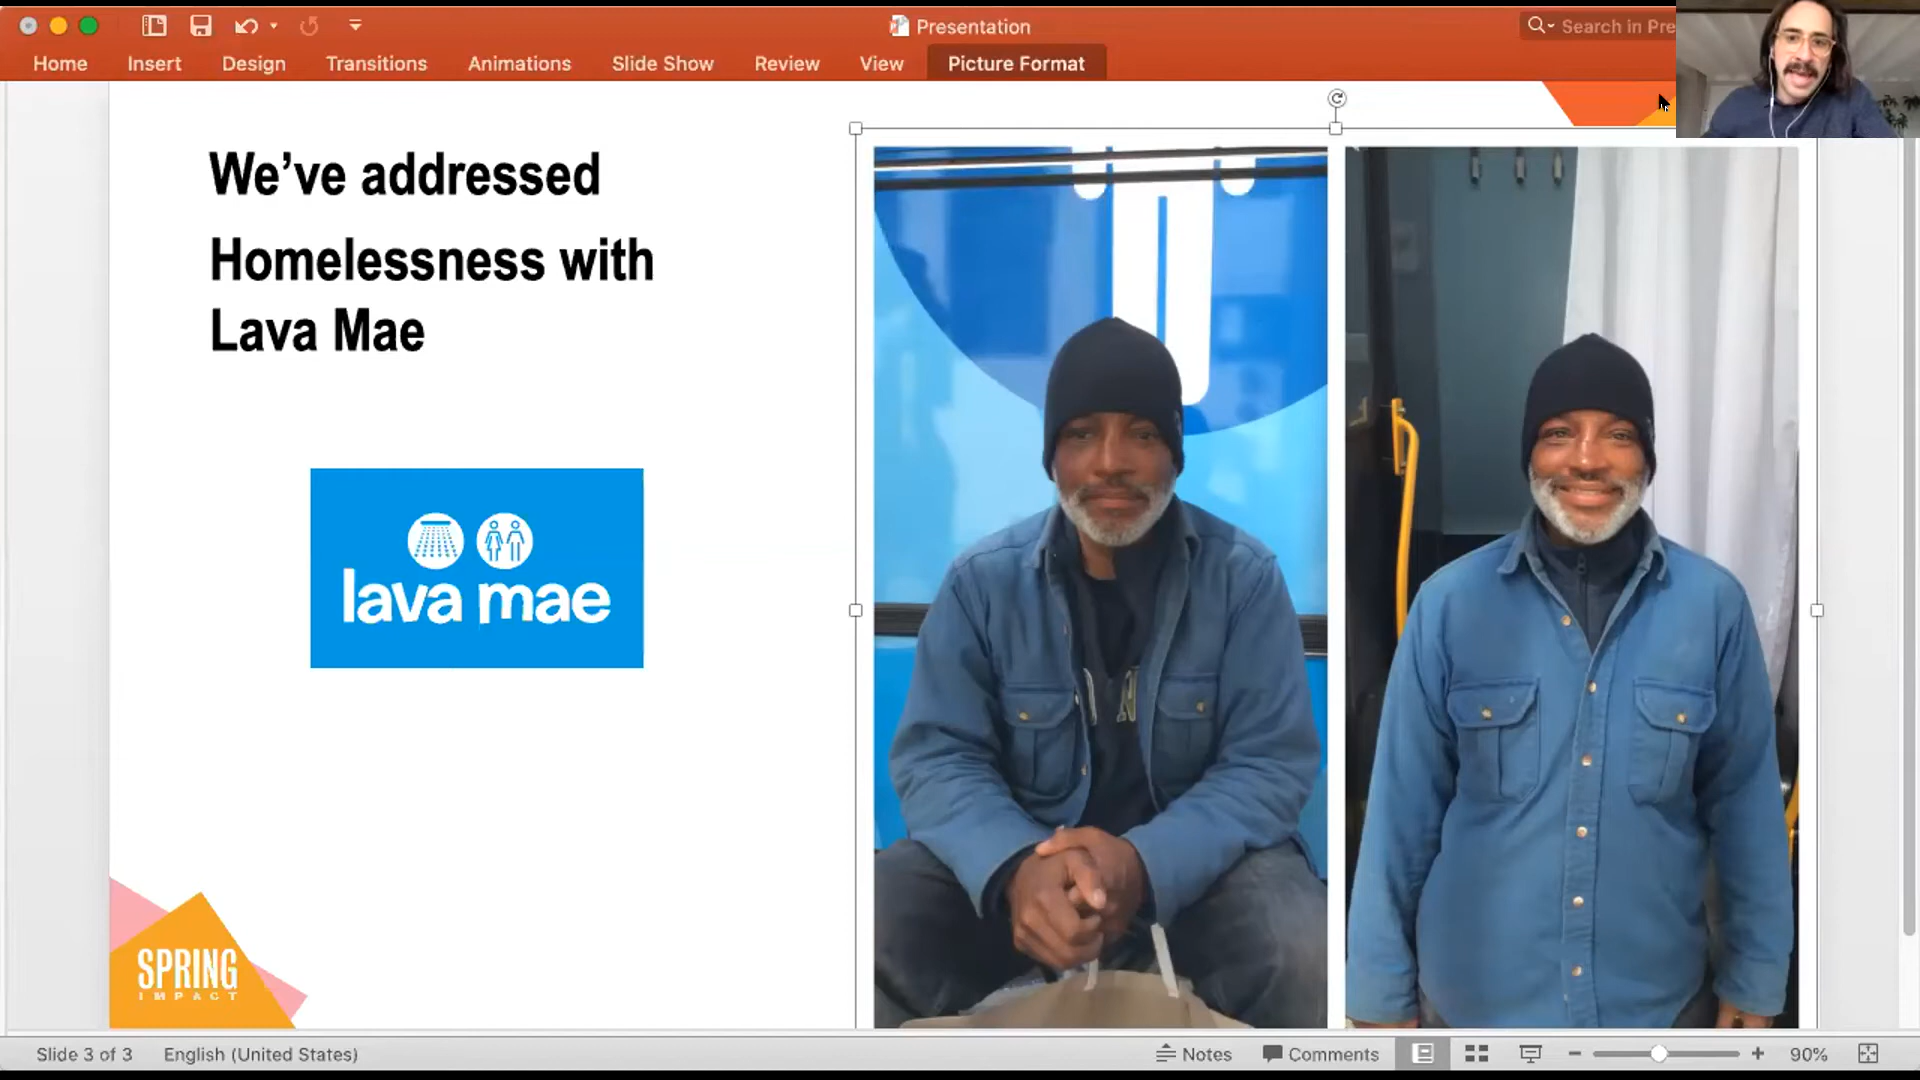 Presentation
Search in Pre
Home Insert Design Transitions Animations Slide Show Review View Picture Format
We’ve addressed
Homelessness with
Lava Mae
lava mae
SPRING
IMPACT
Slide 3 of 3 English (United States) Notes Comments 90%